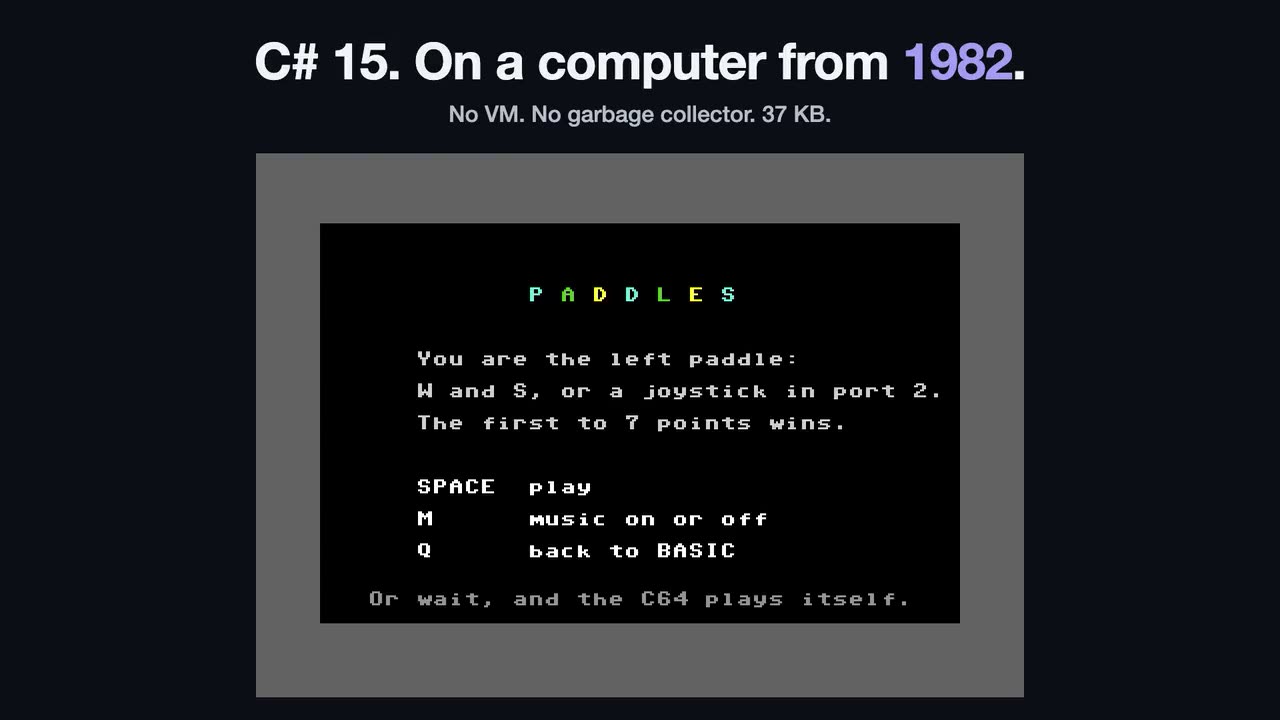 C# 15. On a computer from 1982.
No VM. No garbage collector. 37 KB.
P A D D L E S
You are the left paddle:
W and S, or a joystick in port 2.
The first to 7 points wins.
SPACE play
M music on or off
Q back to BASIC
Or wait, and the C64 plays itself.